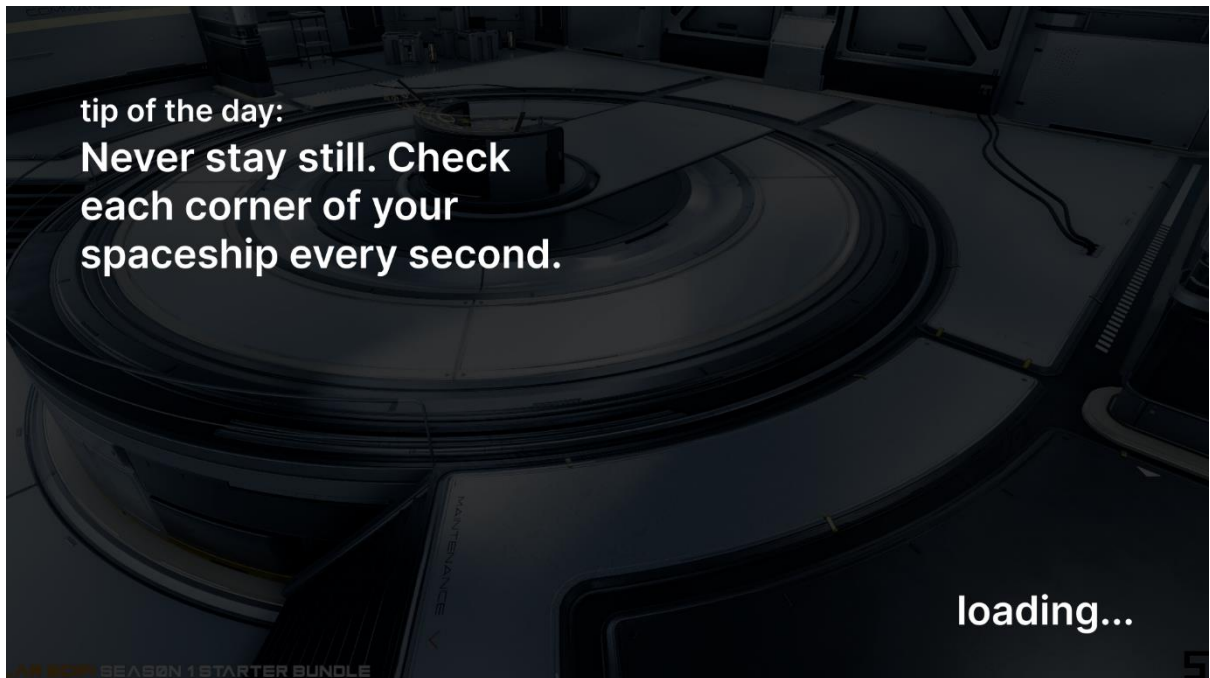 tip of the day:
Never stay still. Check
each corner of your
spaceship every second.
MAINTENANCE
loading...
SEASON 1 STARTER BUNDLE